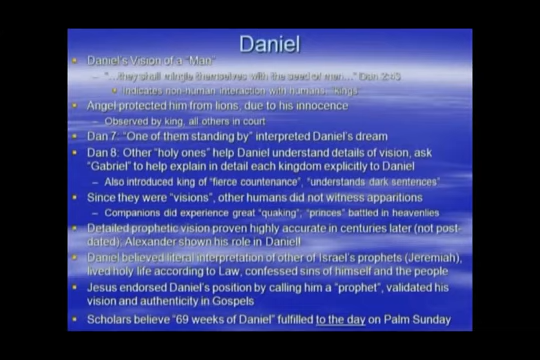 Daniel
Daniel's Vision of a "Man"
– "…they shall mingle themselves with the seed of men…" Dan 2:43
Indicates non-human interaction with humans, "kings"
Angel protected him from lions, due to his innocence
– Observed by king, all others in court
Dan 7: "One of them standing by" interpreted Daniel's dream
Dan 8: Other "holy ones" help Daniel understand details of vision, ask
"Gabriel" to help explain in detail each kingdom explicitly to Daniel
– Also introduced king of "fierce countenance", "understands dark sentences"
Since they were "visions", other humans did not witness apparitions
– Companions did experience great "quaking"; "princes" battled in heavenlies
Detailed prophetic vision proven highly accurate in centuries later (not post-
dated); Alexander shown his role in Daniel!
Daniel believed literal interpretation of other of Israel's prophets (Jeremiah),
lived holy life according to Law, confessed sins of himself and the people
Jesus endorsed Daniel's position by calling him a "prophet", validated his
vision and authenticity in Gospels
Scholars believe "69 weeks of Daniel" fulfilled to the day on Palm Sunday